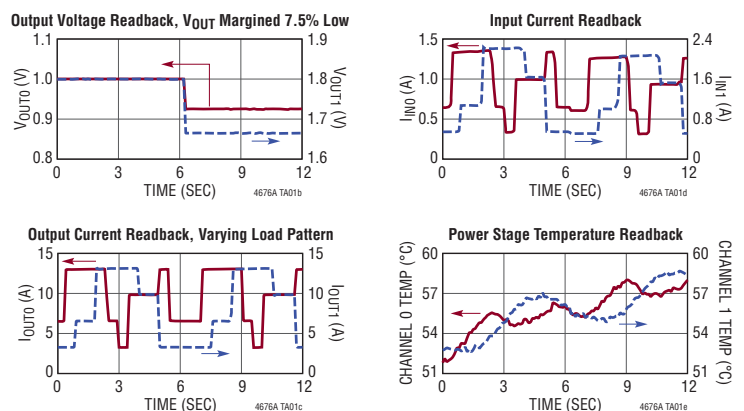 Output Voltage Readback, VOUT Margined 7.5% Low
1.1
1.0
0.9
0.8
VOUT0 (V)
1.9
1.8
1.7
1.6
VOUT1 (V)
0
3
6
9
12
TIME (SEC)
4676A TA01b
Input Current Readback
1.5
1.0
0.5
0
IIN0 (A)
2.4
1.6
0.8
0
IIN1 (A)
0
3
6
9
12
TIME (SEC)
4676A TA01d
Output Current Readback, Varying Load Pattern
15
10
5
0
IOUT0 (A)
15
10
5
0
IOUT1 (A)
0
3
6
9
12
TIME (SEC)
4676A TA01c
Power Stage Temperature Readback
60
57
54
51
CHANNEL 0 TEMP (°C)
60
57
55
51
CHANNEL 1 TEMP (°C)
0
3
6
9
12
TIME (SEC)
4676A TA01e